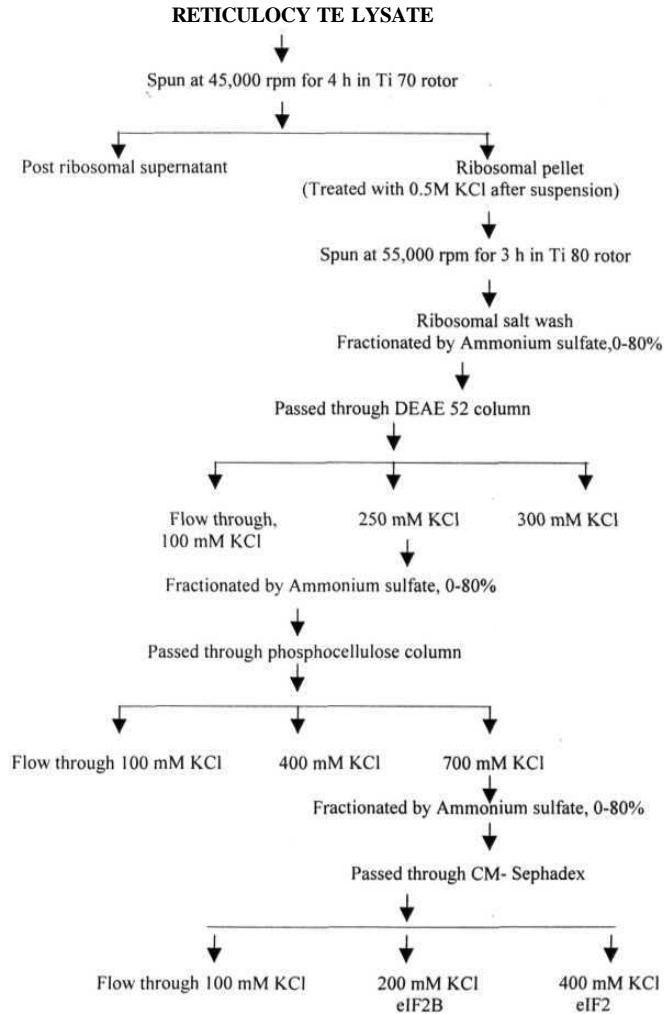 RETICULOCY TE LYSATE
Spun at 45,000 rpm for 4 h in Ti 70 rotor
Post ribosomal supernatant
Ribosomal pellet
(Treated with 0.5M KCl after suspension)
Spun at 55,000 rpm for 3 h in Ti 80 rotor
Ribosomal salt wash
Fractionated by Ammonium sulfate,0-80%
Passed through DEAE 52 column
Flow through,
100 mM KCl
250 mM KCl
300 mM KCl
Fractionated by Ammonium sulfate, 0-80%
Passed through phosphocellulose column
Flow through 100 mM KCl
400 mM KCl
700 mM KCl
Fractionated by Ammonium sulfate, 0-80%
Passed through CM- Sephadex
Flow through 100 mM KCl
200 mM KCl
eIF2B
400 mM KCl
eIF2